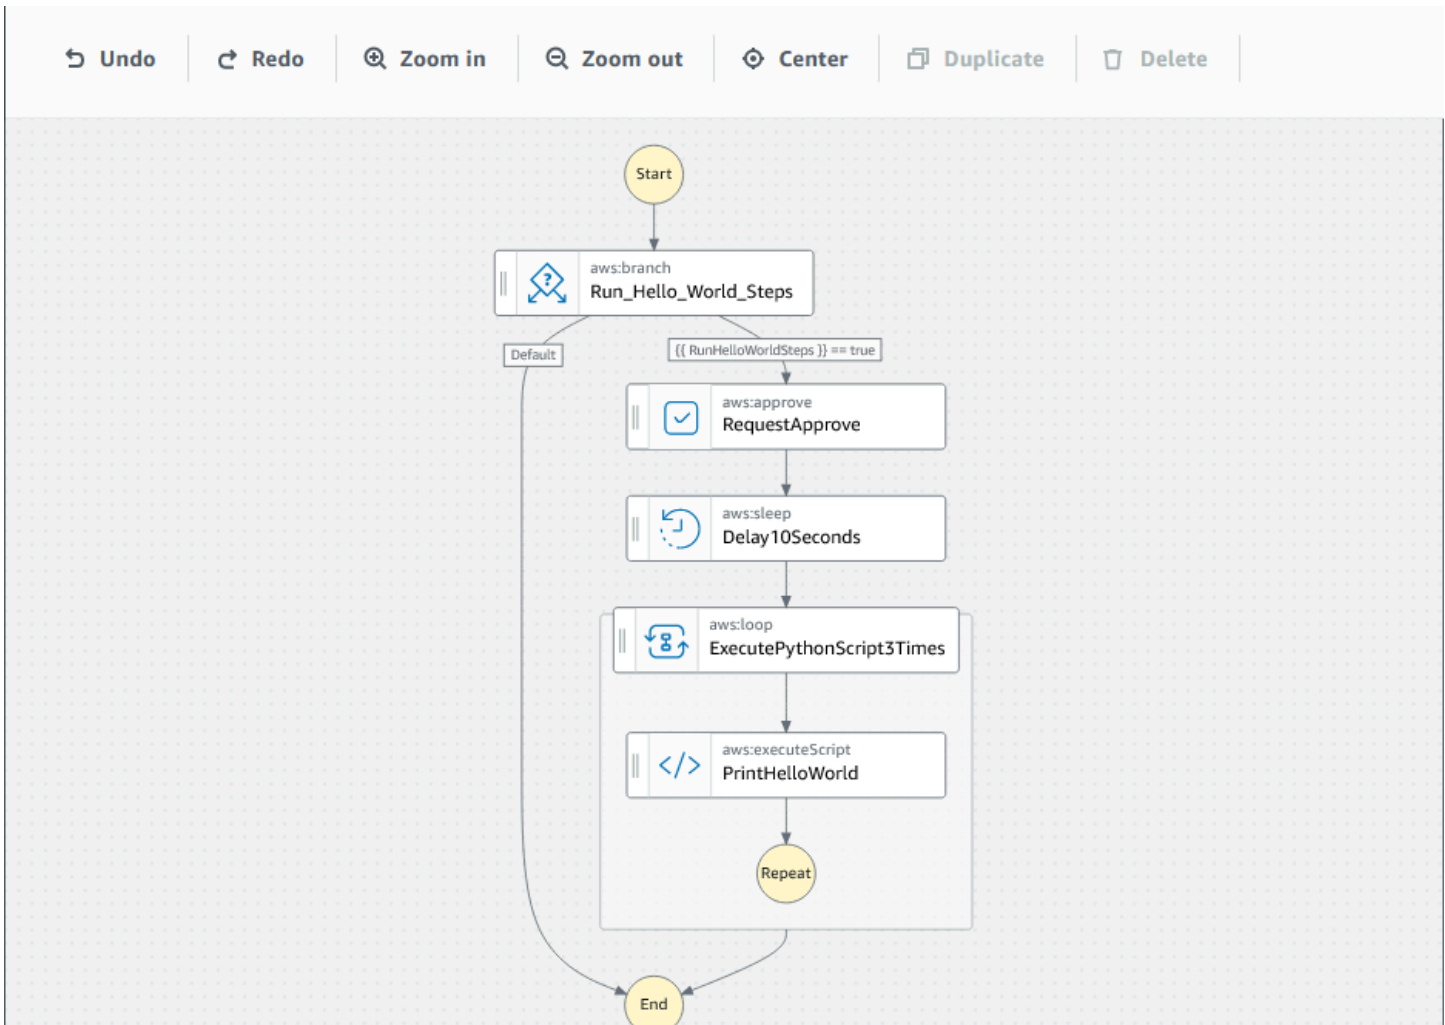 Undo
Redo
Zoom in
Zoom out
Center
Duplicate
Delete
Start
aws:branch
Run_Hello_World_Steps
Default
{{ RunHelloWorldSteps }} == true
aws:approve
RequestApprove
aws:sleep
Delay10Seconds
aws:loop
ExecutePythonScript3Times
aws:executeScript
PrintHelloWorld
Repeat
End